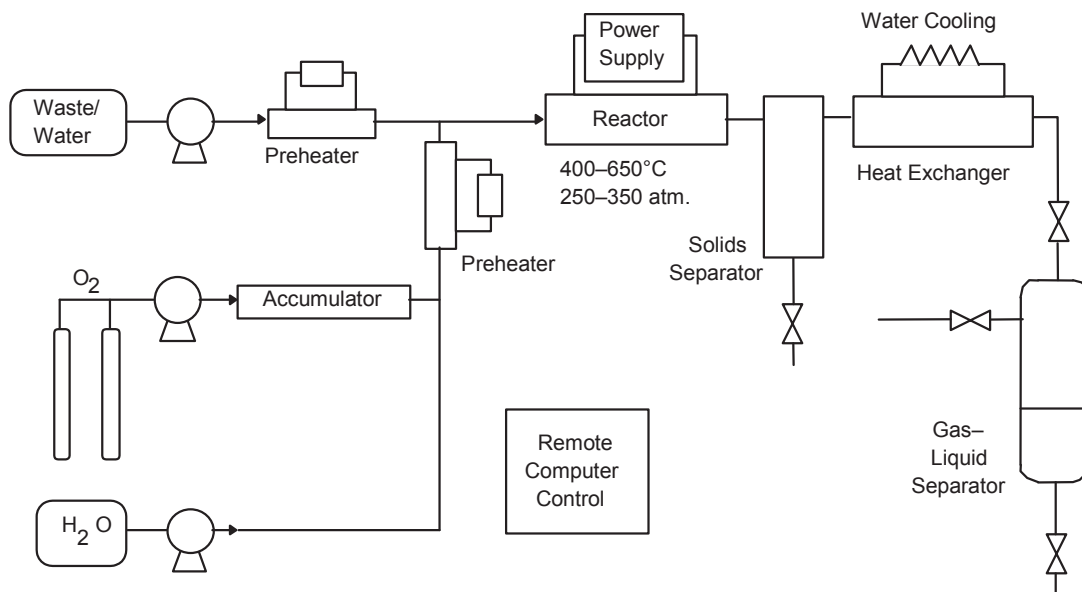 Water Cooling
Power
Supply
Waste/
Water
Reactor
Preheater
400–650°C
250–350 atm.
Heat Exchanger
Solids
Separator
Preheater
O2
Accumulator
Remote
Computer
Control
Gas–
Liquid
Separator
H2O